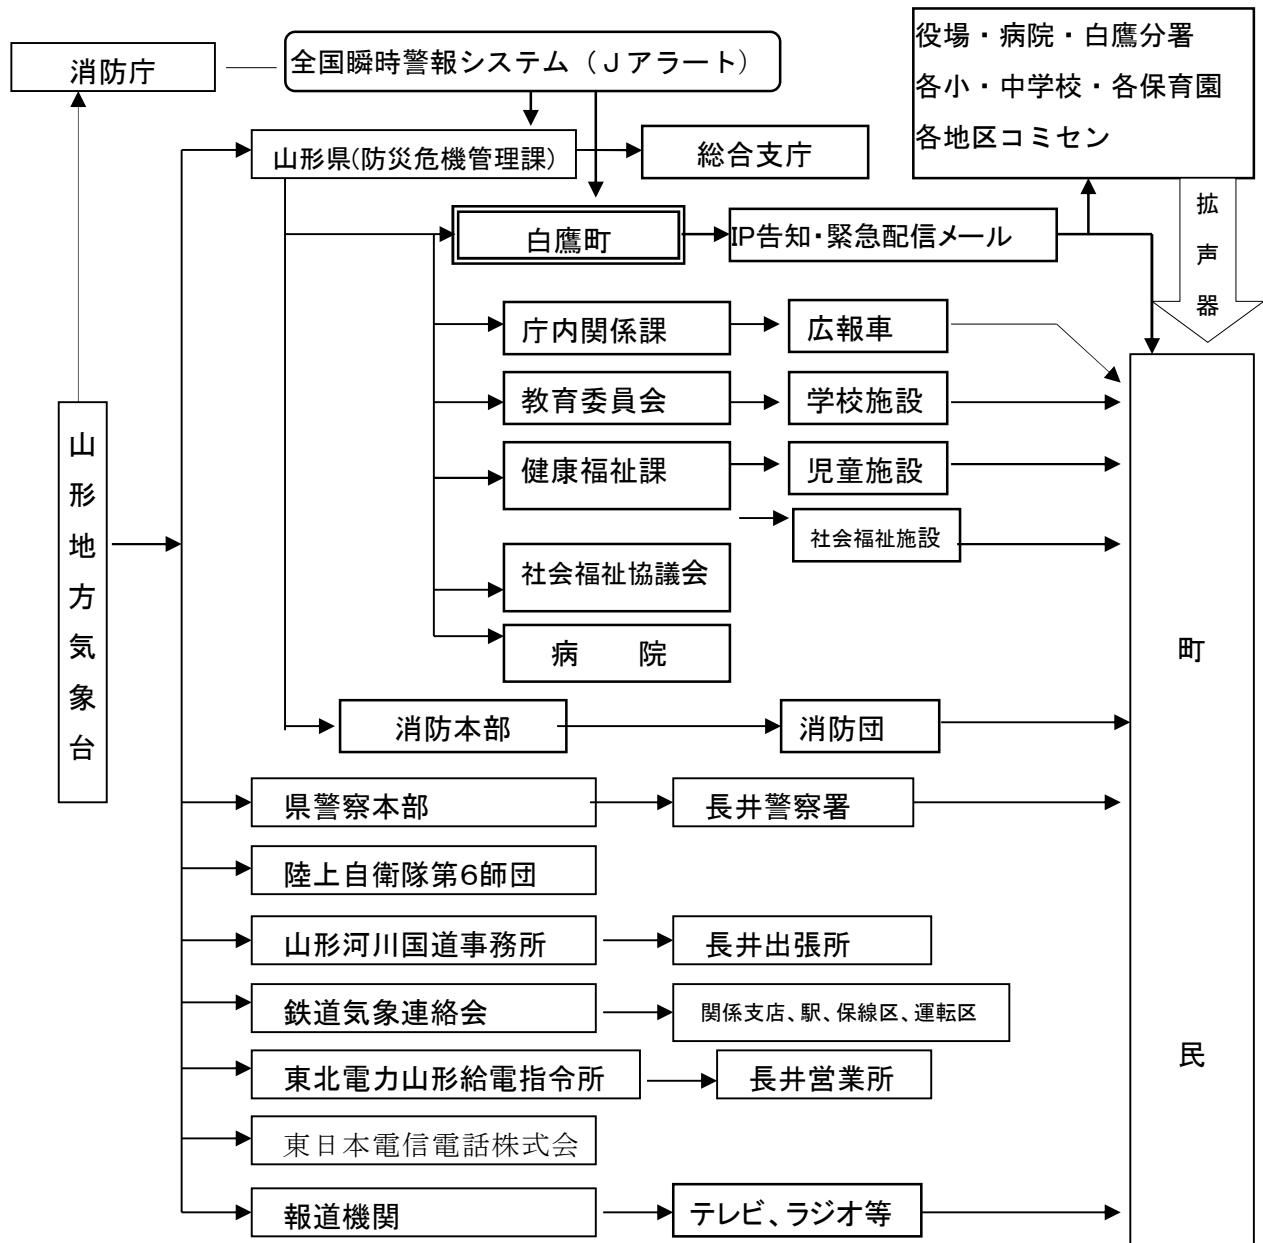 役場・病院・白鷹分署
各小・中学校・各保育園
各地区コミセン
消防庁
全国瞬時警報システム（Ｊアラート）
山形県(防災危機管理課)
総合支庁
拡声器
白鷹町
IP告知・緊急配信メール
庁内関係課
広報車
教育委員会
学校施設
健康福祉課
児童施設
社会福祉施設
社会福祉協議会
病　　院
山形地方気象台
町　民
消防本部
消防団
県警察本部
長井警察署
陸上自衛隊第６師団
山形河川国道事務所
長井出張所
鉄道気象連絡会
関係支店、駅、保線区、運転区
東北電力山形給電指令所
長井営業所
東日本電信電話株式会
報道機関
テレビ、ラジオ等